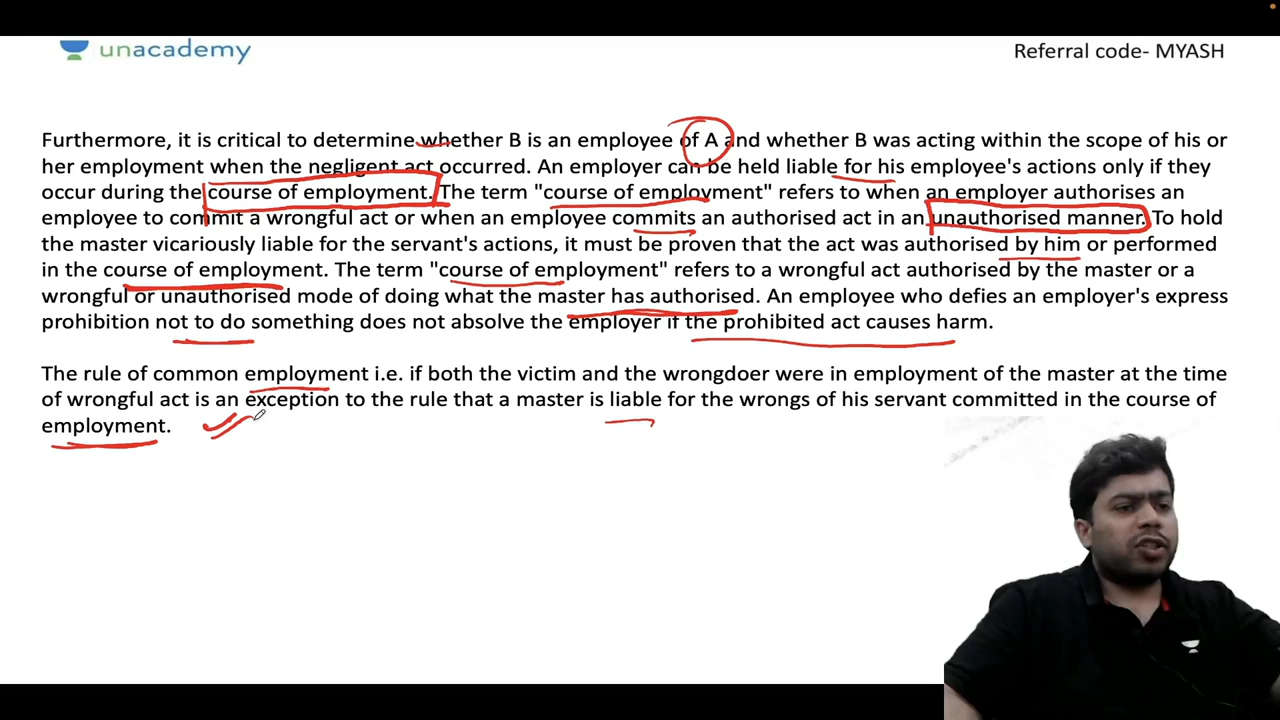 unacademy
Referral code- MYASH
Furthermore, it is critical to determine whether B is an employee of A and whether B was acting within the scope of his or
her employment when the negligent act occurred. An employer can be held liable for his employee's actions only if they
occur during the course of employment. The term "course of employment" refers to when an employer authorises an
employee to commit a wrongful act or when an employee commits an authorised act in an unauthorised manner. To hold
the master vicariously liable for the servant's actions, it must be proven that the act was authorised by him or performed
in the course of employment. The term "course of employment" refers to a wrongful act authorised by the master or a
wrongful or unauthorised mode of doing what the master has authorised. An employee who defies an employer's express
prohibition not to do something does not absolve the employer if the prohibited act causes harm.
The rule of common employment i.e. if both the victim and the wrongdoer were in employment of the master at the time
of wrongful act is an exception to the rule that a master is liable for the wrongs of his servant committed in the course of
employment.